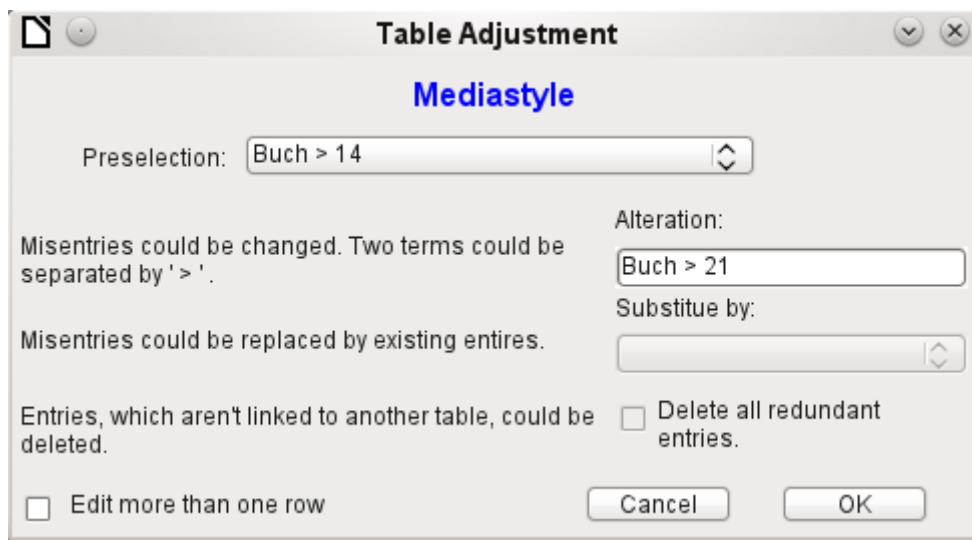 Table Adjustment
Mediastyle
Preselection:
Buch > 14
Alteration:
Misentries could be changed. Two terms could be
separated by ' > '.
Buch > 21
Substitue by:
Misentries could be replaced by existing entires.
Entries, which aren't linked to another table, could be
deleted.
Delete all redundant
entries.
Edit more than one row
Cancel
OK